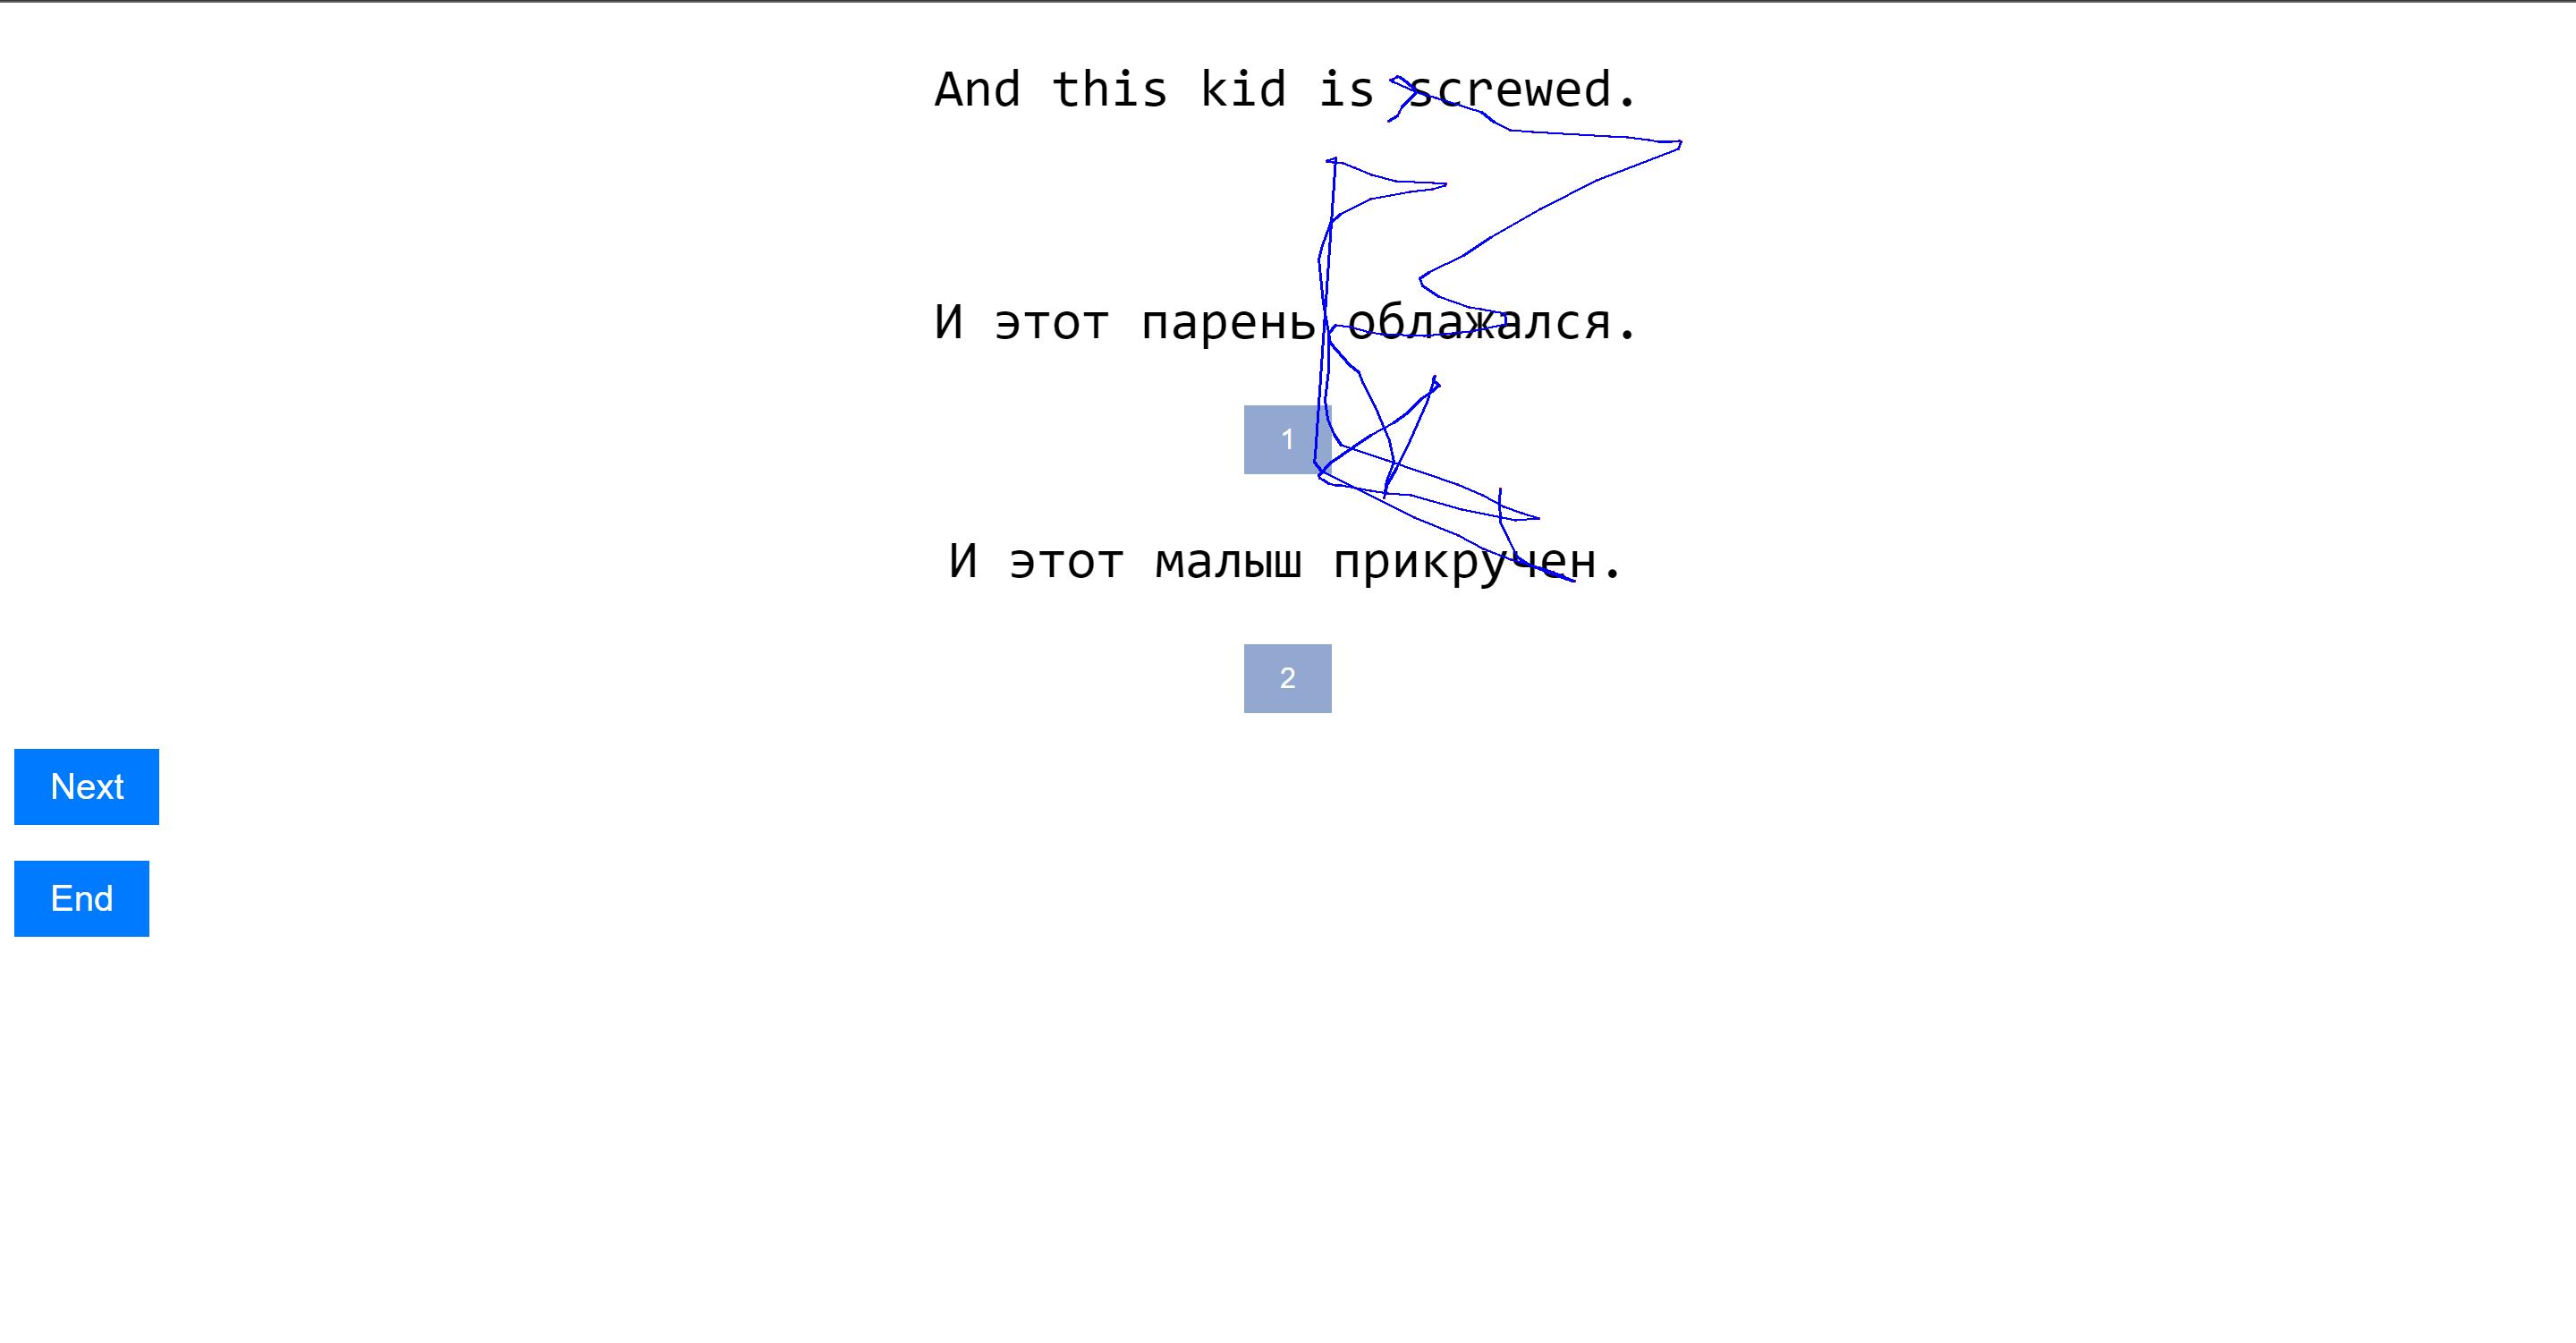 And this kid is screwed.
И этот парень облажался.
1
И этот малыш прикручен.
2
Next
End